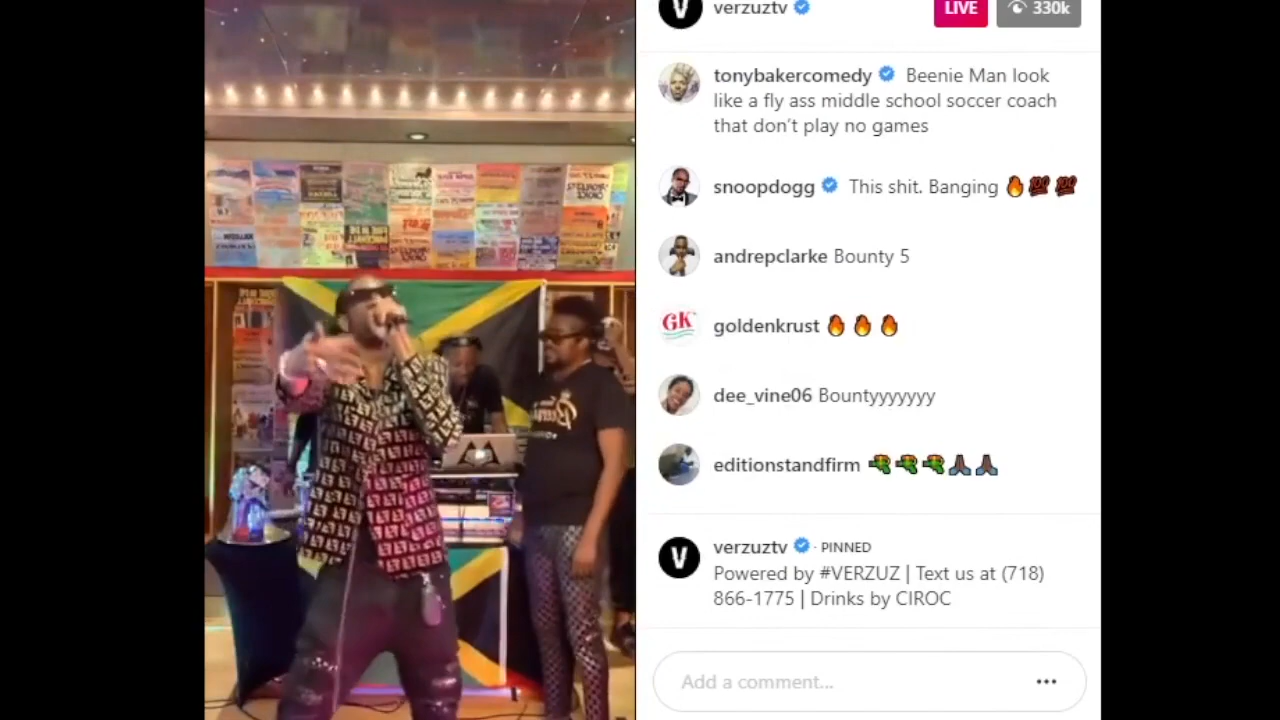 verzuztv
LIVE
330k
tonybakercomedy Beenie Man look
like a fly ass middle school soccer coach
that don't play no games
snoopdogg This shit. Banging 🔥💯💯
andrepclarke Bounty 5
GK
goldenkrust 🔥🔥🔥
dee_vine06 Bountyyyyyyy
editionstandfirm 🔫🔫🔫🙏🏿🙏🏿
V
verzuztv · PINNED
Powered by #VERZUZ | Text us at (718)
866-1775 | Drinks by CIROC
Add a comment...